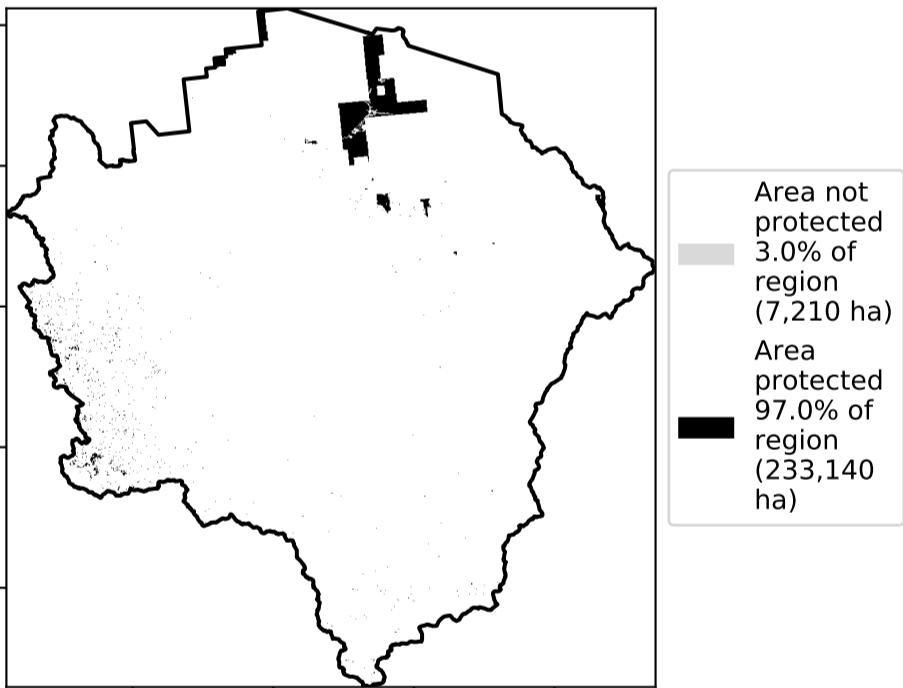 Area not
protected
3.0% of
region
(7,210 ha)
Area
protected
97.0% of
region
(233,140
ha)